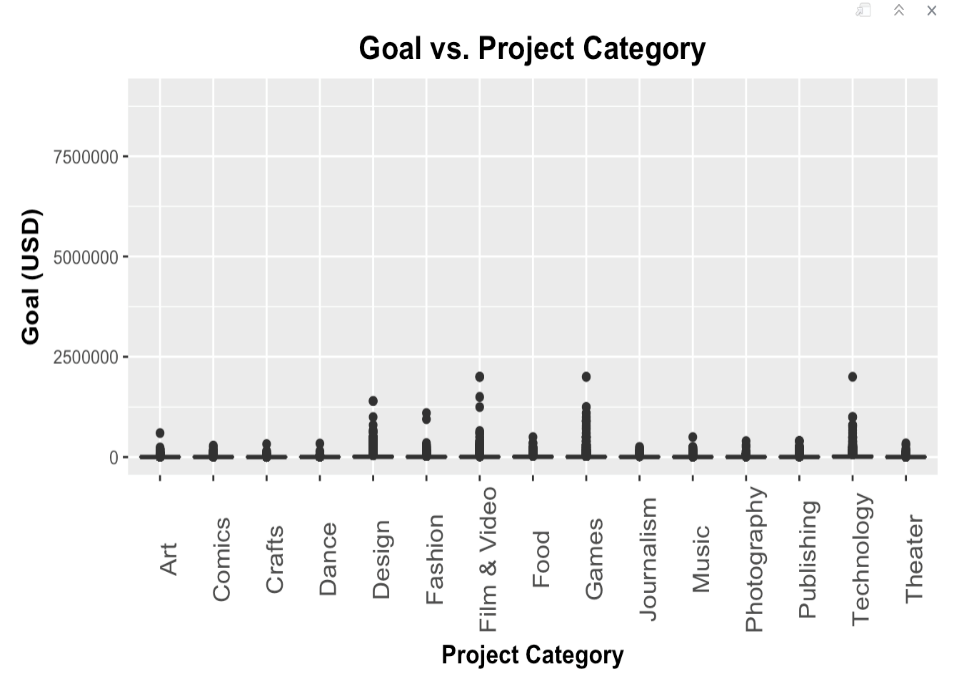 Goal vs. Project Category
Goal (USD)
7500000
5000000
2500000
0
Art
Comics
Crafts
Dance
Design
Fashion
Film & Video
Food
Games
Journalism
Music
Photography
Publishing
Technology
Theater
Project Category